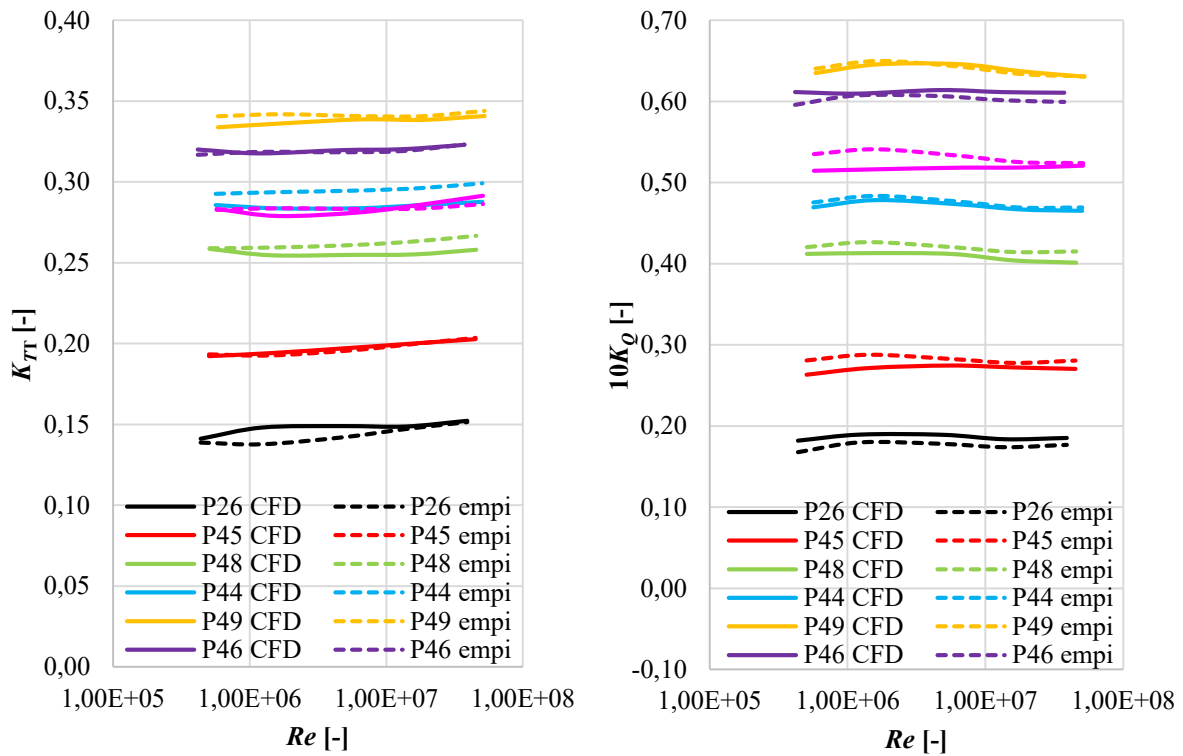 0,40
0,35
0,30
0,25
0,20
0,15
0,10
0,05
0,00
K_TT [-]
P26 CFD P26 empi
P45 CFD P45 empi
P48 CFD P48 empi
P44 CFD P44 empi
P49 CFD P49 empi
P46 CFD P46 empi
1,00E+05 1,00E+06 1,00E+07 1,00E+08
Re [-]
0,70
0,60
0,50
0,40
0,30
0,20
0,10
0,00
-0,10
10K_Q [-]
P26 CFD P26 empi
P45 CFD P45 empi
P48 CFD P48 empi
P44 CFD P44 empi
P49 CFD P49 empi
P46 CFD P46 empi
1,00E+05 1,00E+06 1,00E+07 1,00E+08
Re [-]